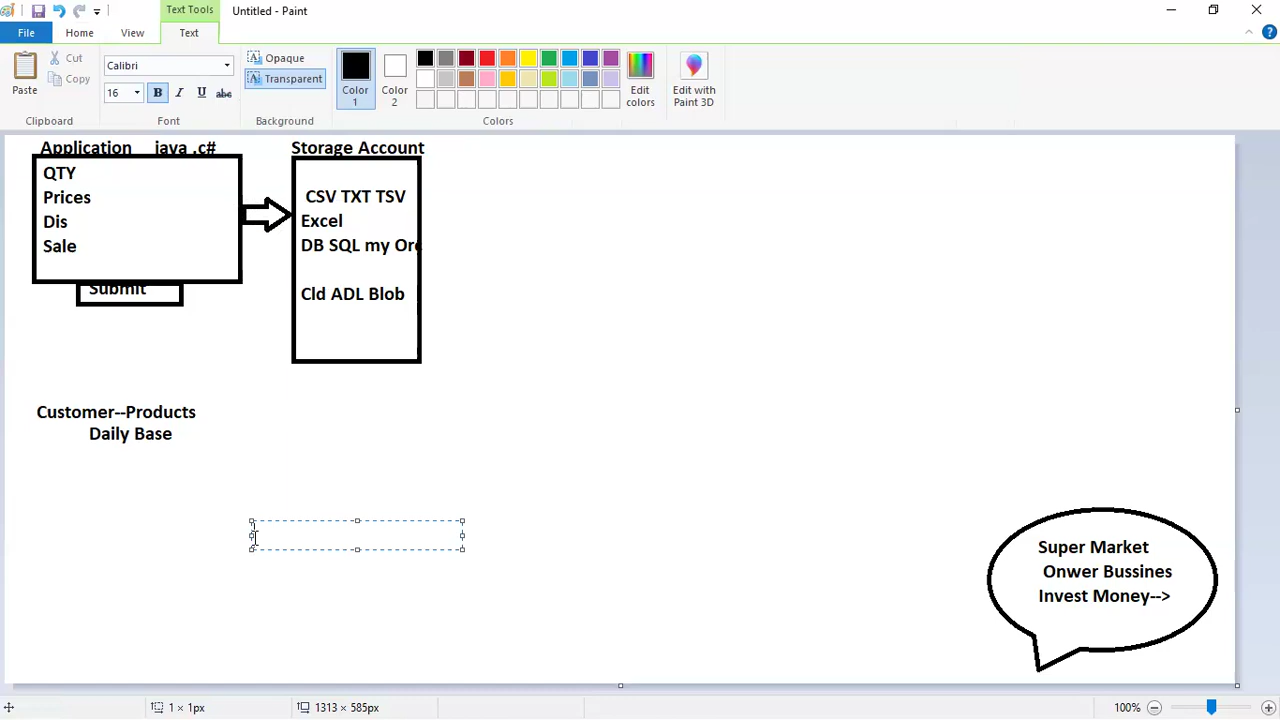 Text Tools
Untitled - Paint
File
Home
View
Text
Paste
Cut
Copy
Calibri
16
B
I
U
abc
Opaque
Transparent
Color
1
Color
2
Edit
colors
Edit with
Paint 3D
Clipboard
Font
Background
Colors
Application java .c#
QTY
Prices
Dis
Sale
Submit
Storage Account
CSV TXT TSV
Excel
DB SQL my Orc
Cld ADL Blob
Customer--Products
Daily Base
Super Market
Onwer Bussines
Invest Money-->
1 × 1px
1313 × 585px
100%